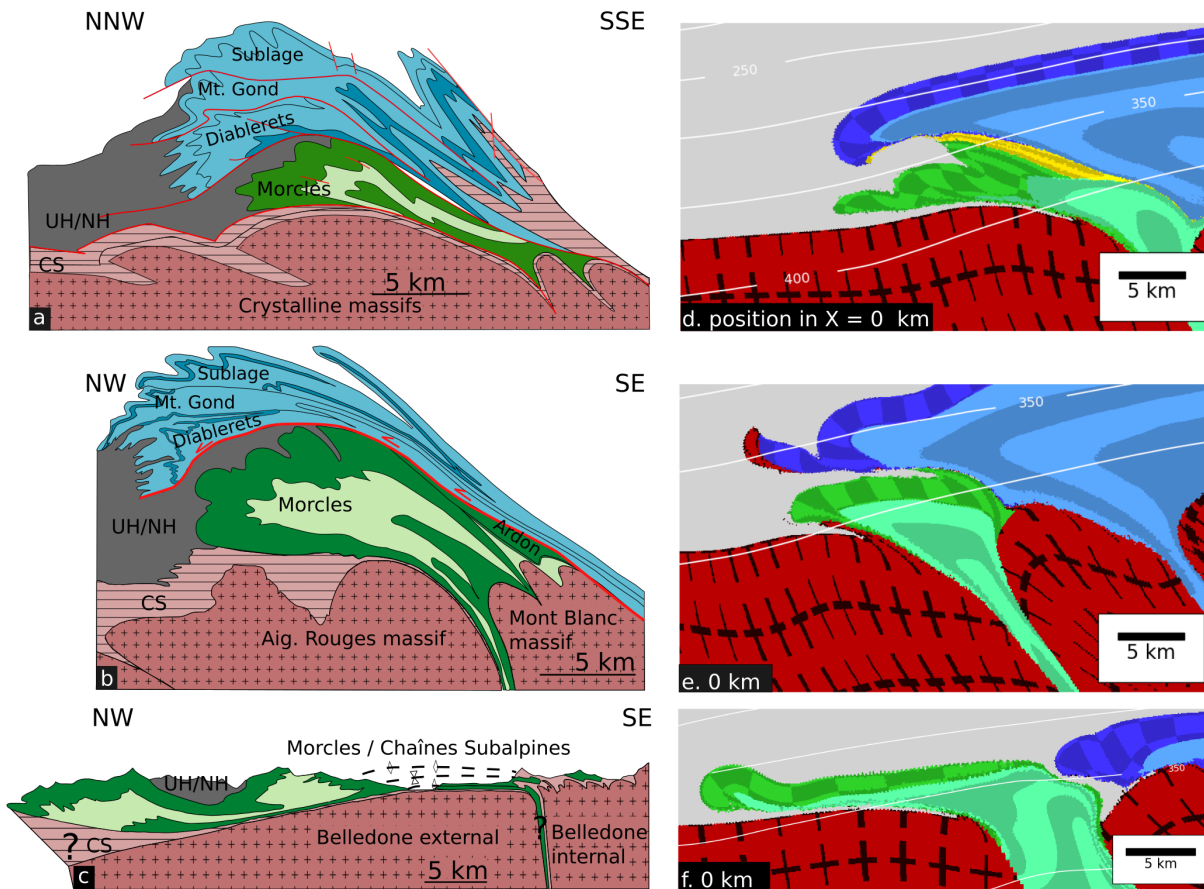 NNW
SSE
Sublage
Mt. Gond
Diablerets
Morcles
UH/NH
CS
5 km
Crystalline massifs
a
250
350
400
5 km
d. position in X = 0 km
NW
SE
Sublage
Mt. Gond
Diablerets
Morcles
UH/NH
Ardon
CS
Mont Blanc
massif
Aig. Rouges massif
5 km
b
350
5 km
e. 0 km
NW
SE
Morcles / Chaînes Subalpines
UH/NH
? CS
Belledone external
?
Belledone
internal
5 km
c
350
5 km
f. 0 km